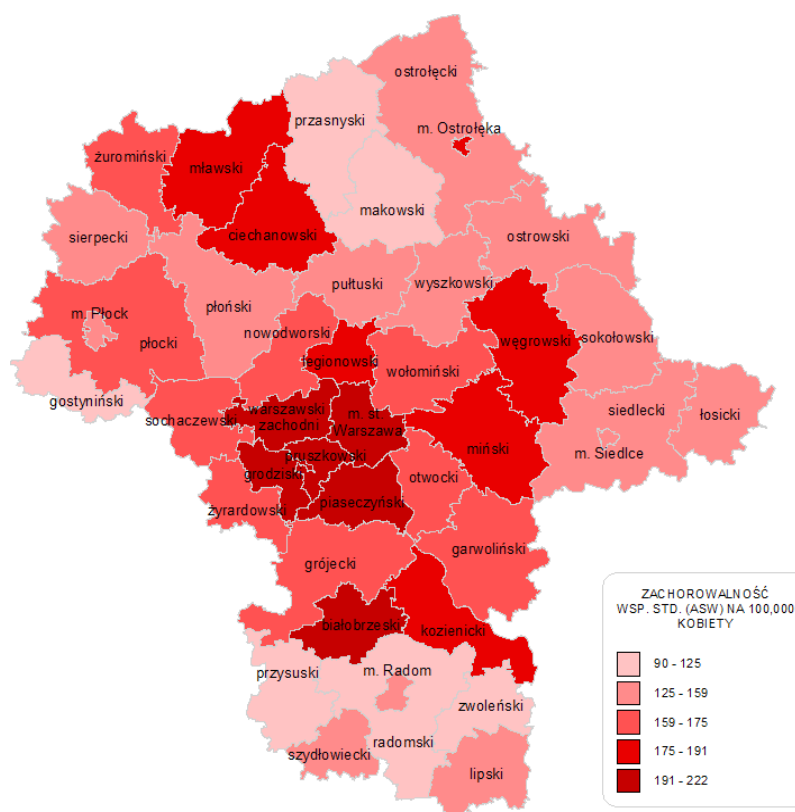 ostrołęcki
przasnyski
m. Ostrołęka
żuromiński
mławski
makowski
ciechanowski
sierpecki
ostrowski
pułtuski
wyszkowski
płoński
m. Płock
nowodworski
sokołowski
węgrowski
płocki
legionowski
wołomiński
gostyniński
warszawski
zachodni
m. st.
Warszawa
siedlecki
łosicki
sochaczewski
miński
m. Siedlce
pruszkowski
grodziski
otwocki
piaseczyński
żyrardowski
garwoliński
grójecki
białobrzeski
kozienicki
przysuski
m. Radom
zwoleński
radomski
szydłowiecki
lipski
ZACHOROWALNOŚĆ
WSP. STD. (ASW) NA 100,000
KOBIETY
90 - 125
125 - 159
159 - 175
175 - 191
191 - 222